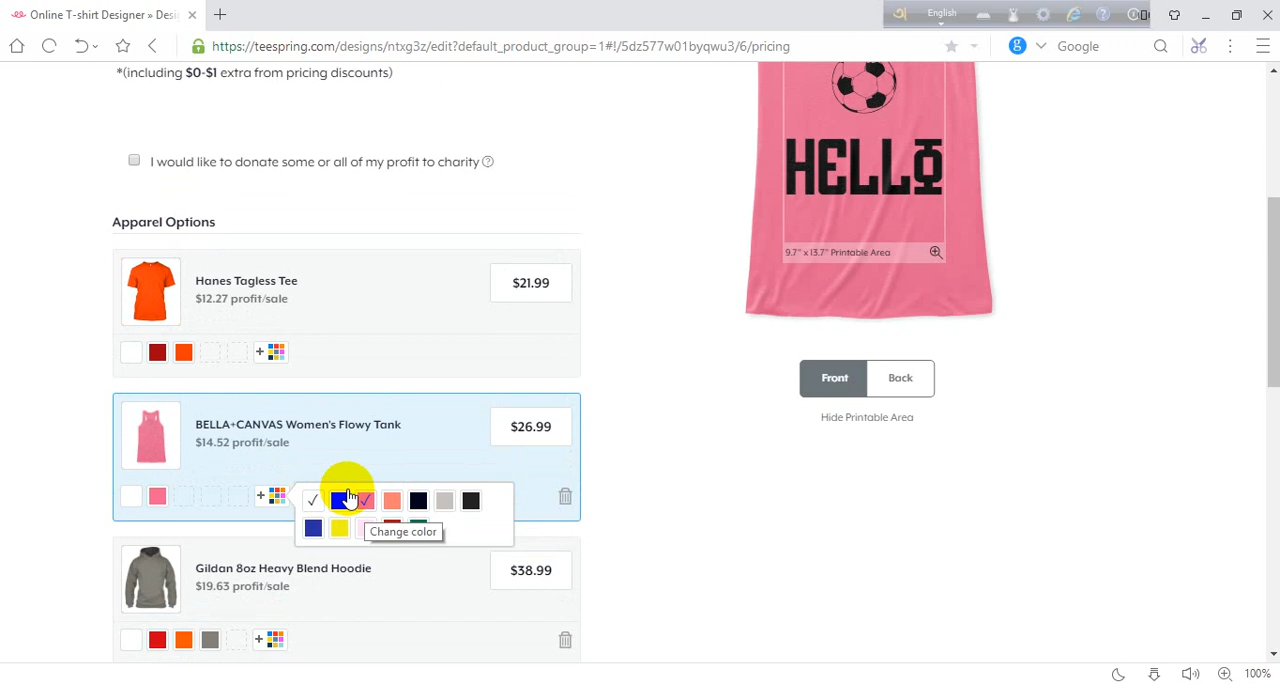 Online T-shirt Designer » Desi
English
https://teespring.com/designs/ntxg3z/edit?default_product_group=1#!/5dz577w01byqwu3/6/pricing
Google
*(including $0-$1 extra from pricing discounts)
HELLO
I would like to donate some or all of my profit to charity
Apparel Options
9.7" x 13.7" Printable Area
Hanes Tagless Tee
$12.27 profit/sale
$21.99
Front
Back
Hide Printable Area
BELLA+CANVAS Women's Flowy Tank
$14.52 profit/sale
$26.99
Change color
Gildan 8oz Heavy Blend Hoodie
$19.63 profit/sale
$38.99
100%